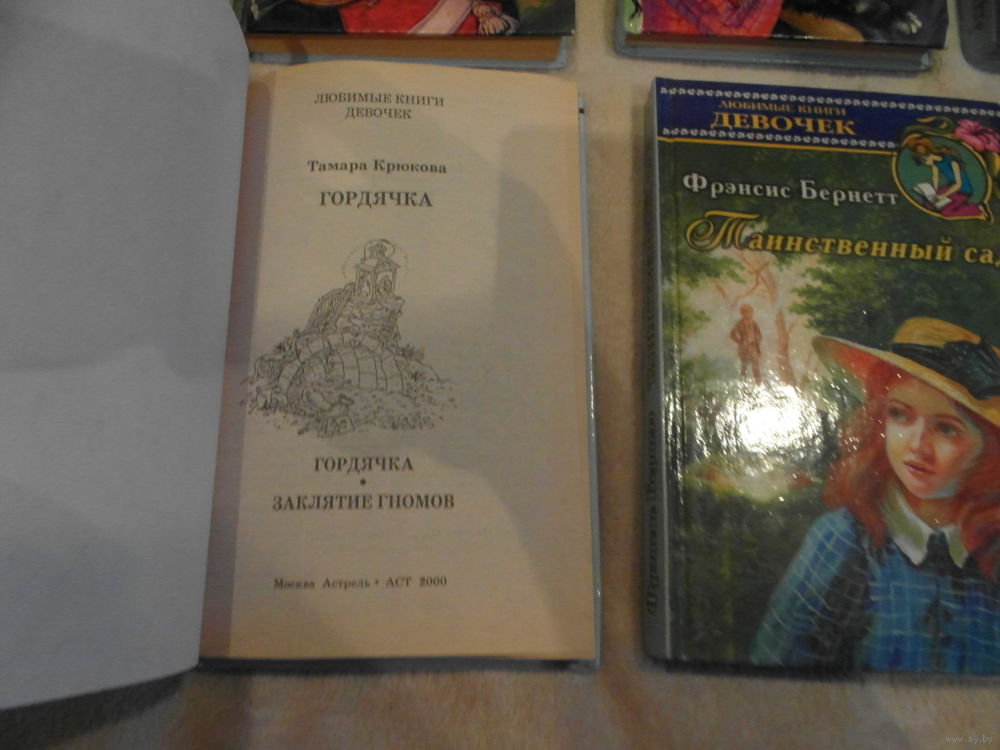 ЛЮБИМЫЕ КНИГИ
ДЕВОЧЕК
Тамара Крюкова
ГОРДЯЧКА
ГОРДЯЧКА
•
ЗАКЛЯТИЕ ГНОМОВ
Москва Астрель • АСТ 2000
ЛЮБИМЫЕ КНИГИ
ДЕВОЧЕК
Фрэнсис Бернетт
Таинственный са
www.ay.by